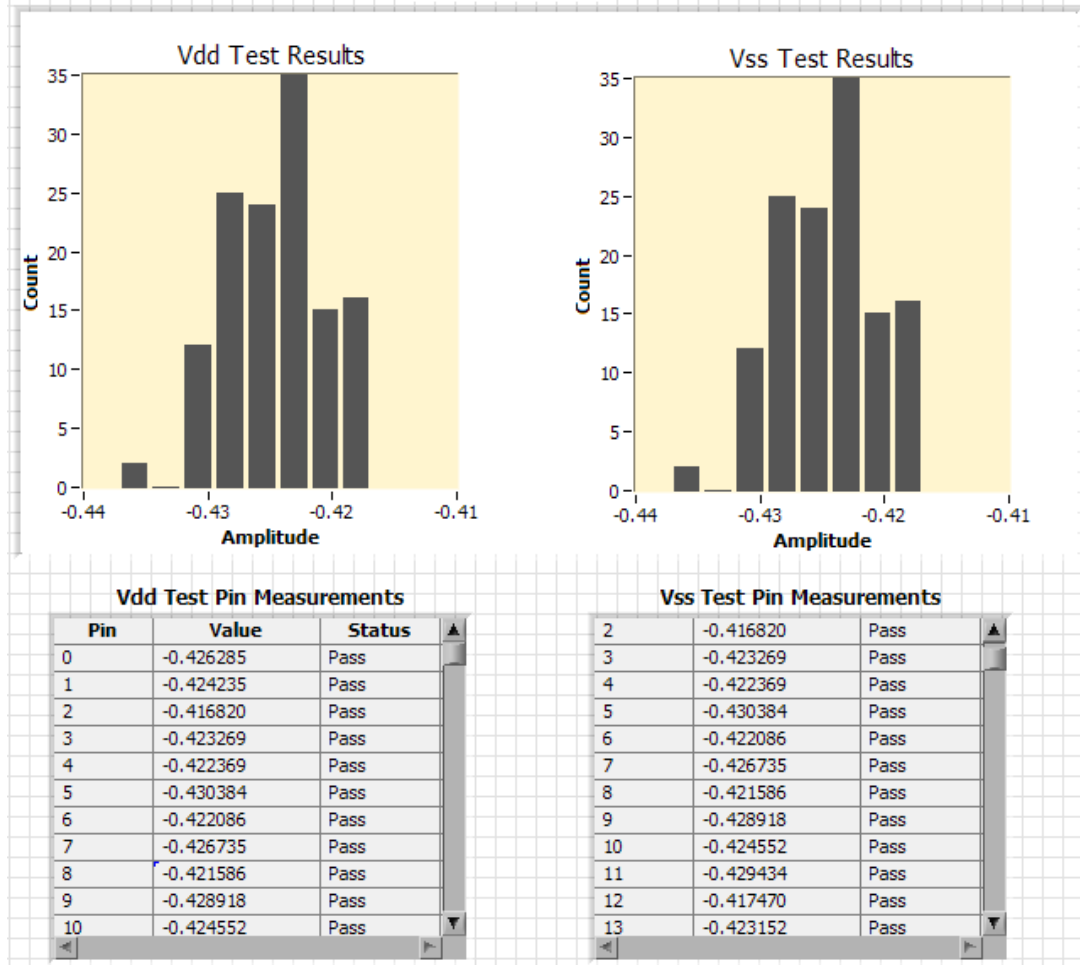 Vdd Test Results
35
30
25
20
15
10
5
0
Count
-0.44 -0.43 -0.42 -0.41
Amplitude
Vss Test Results
35
30
25
20
15
10
5
0
Count
-0.44 -0.43 -0.42 -0.41
Amplitude
Vdd Test Pin Measurements
Pin Value Status
0 -0.426285 Pass
1 -0.424235 Pass
2 -0.416820 Pass
3 -0.423269 Pass
4 -0.422369 Pass
5 -0.430384 Pass
6 -0.422086 Pass
7 -0.426735 Pass
8 -0.421586 Pass
9 -0.428918 Pass
10 -0.424552 Pass
Vss Test Pin Measurements
2 -0.416820 Pass
3 -0.423269 Pass
4 -0.422369 Pass
5 -0.430384 Pass
6 -0.422086 Pass
7 -0.426735 Pass
8 -0.421586 Pass
9 -0.428918 Pass
10 -0.424552 Pass
11 -0.429434 Pass
12 -0.417470 Pass
13 -0.423152 Pass